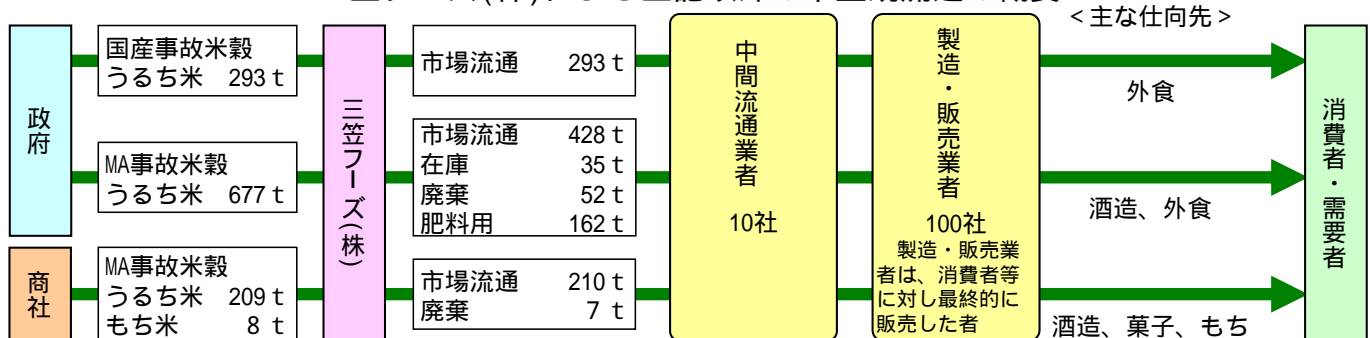 <主な仕向先>
政府
国産事故米穀
うるち米 293t
MA事故米穀
うるち米 677t
商社
MA事故米穀
うるち米 209t
もち米 8t
三笠フーズ(株)
市場流通 293t
市場流通 428t
在庫 35t
廃棄 52t
肥料用 162t
市場流通 210t
廃棄 7t
中間流通業者
10社
製造・販売業者
100社
製造・販売業
者は、消費者等
に対し最終的に
販売した者
外食
酒造、外食
酒造、菓子、もち
消費者・需要者